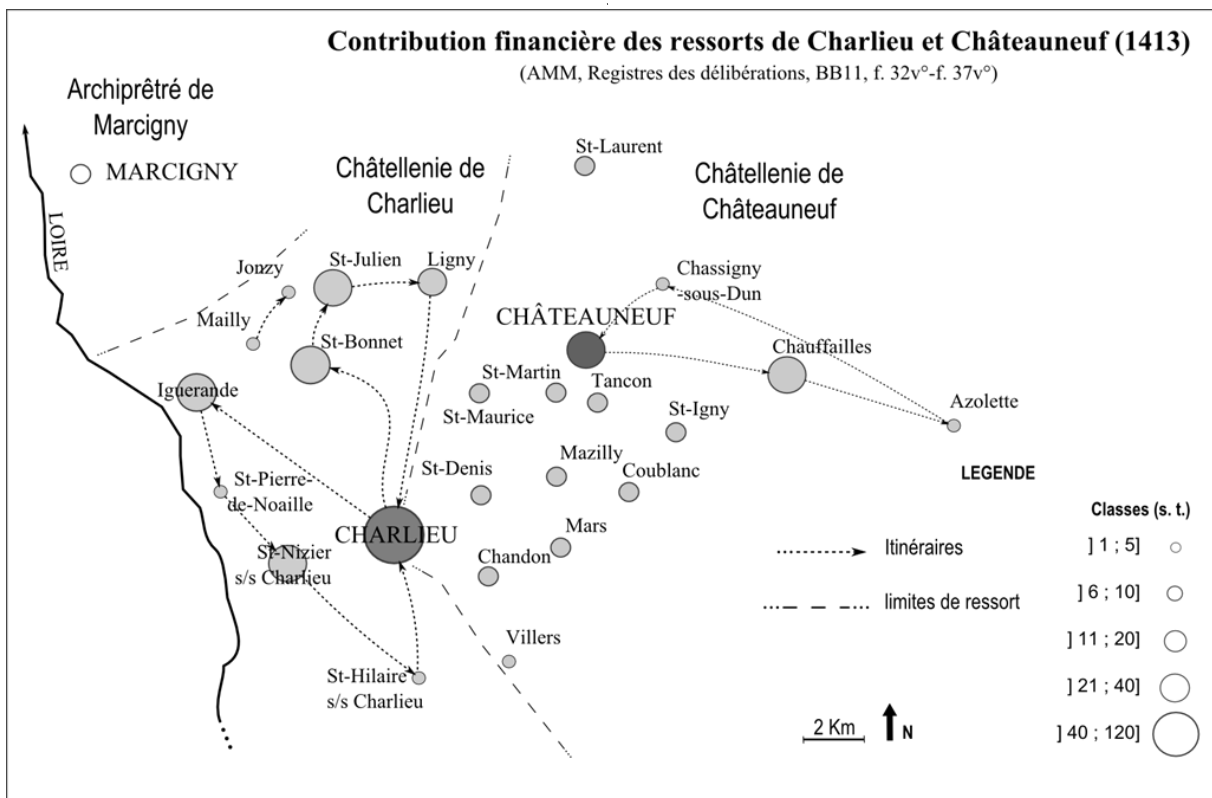 Contribution financière des ressorts de Charlieu et Châteauneuf (1413)
(AMM, Registres des délibérations, BB11, f. 32v°-f. 37v°)
Archiprêtré de
Marcigny
MARCIGNY
LOIRE
Châtellenie de
Charlieu
St-Laurent
Châtellenie de
Châteauneuf
Jonzy
St-Julien
Ligny
Chassigny
-sous-Dun
Mailly
St-Bonnet
CHÂTEAUNEUF
Chauffailles
Iguerande
St-Martin
Tancon
St-Maurice
St-Igny
Azolette
St-Pierre-
de-Noaille
St-Denis
Mazilly
Coublanc
CHARLIEU
Mars
St-Nizier
s/s Charlieu
Chandon
Villers
St-Hilaire
s/s Charlieu
LEGENDE
Classes (s. t.)
Itinéraires
limites de ressort
] 1 ; 5]
] 6 ; 10]
] 11 ; 20]
] 21 ; 40]
] 40 ; 120]
2 Km
N